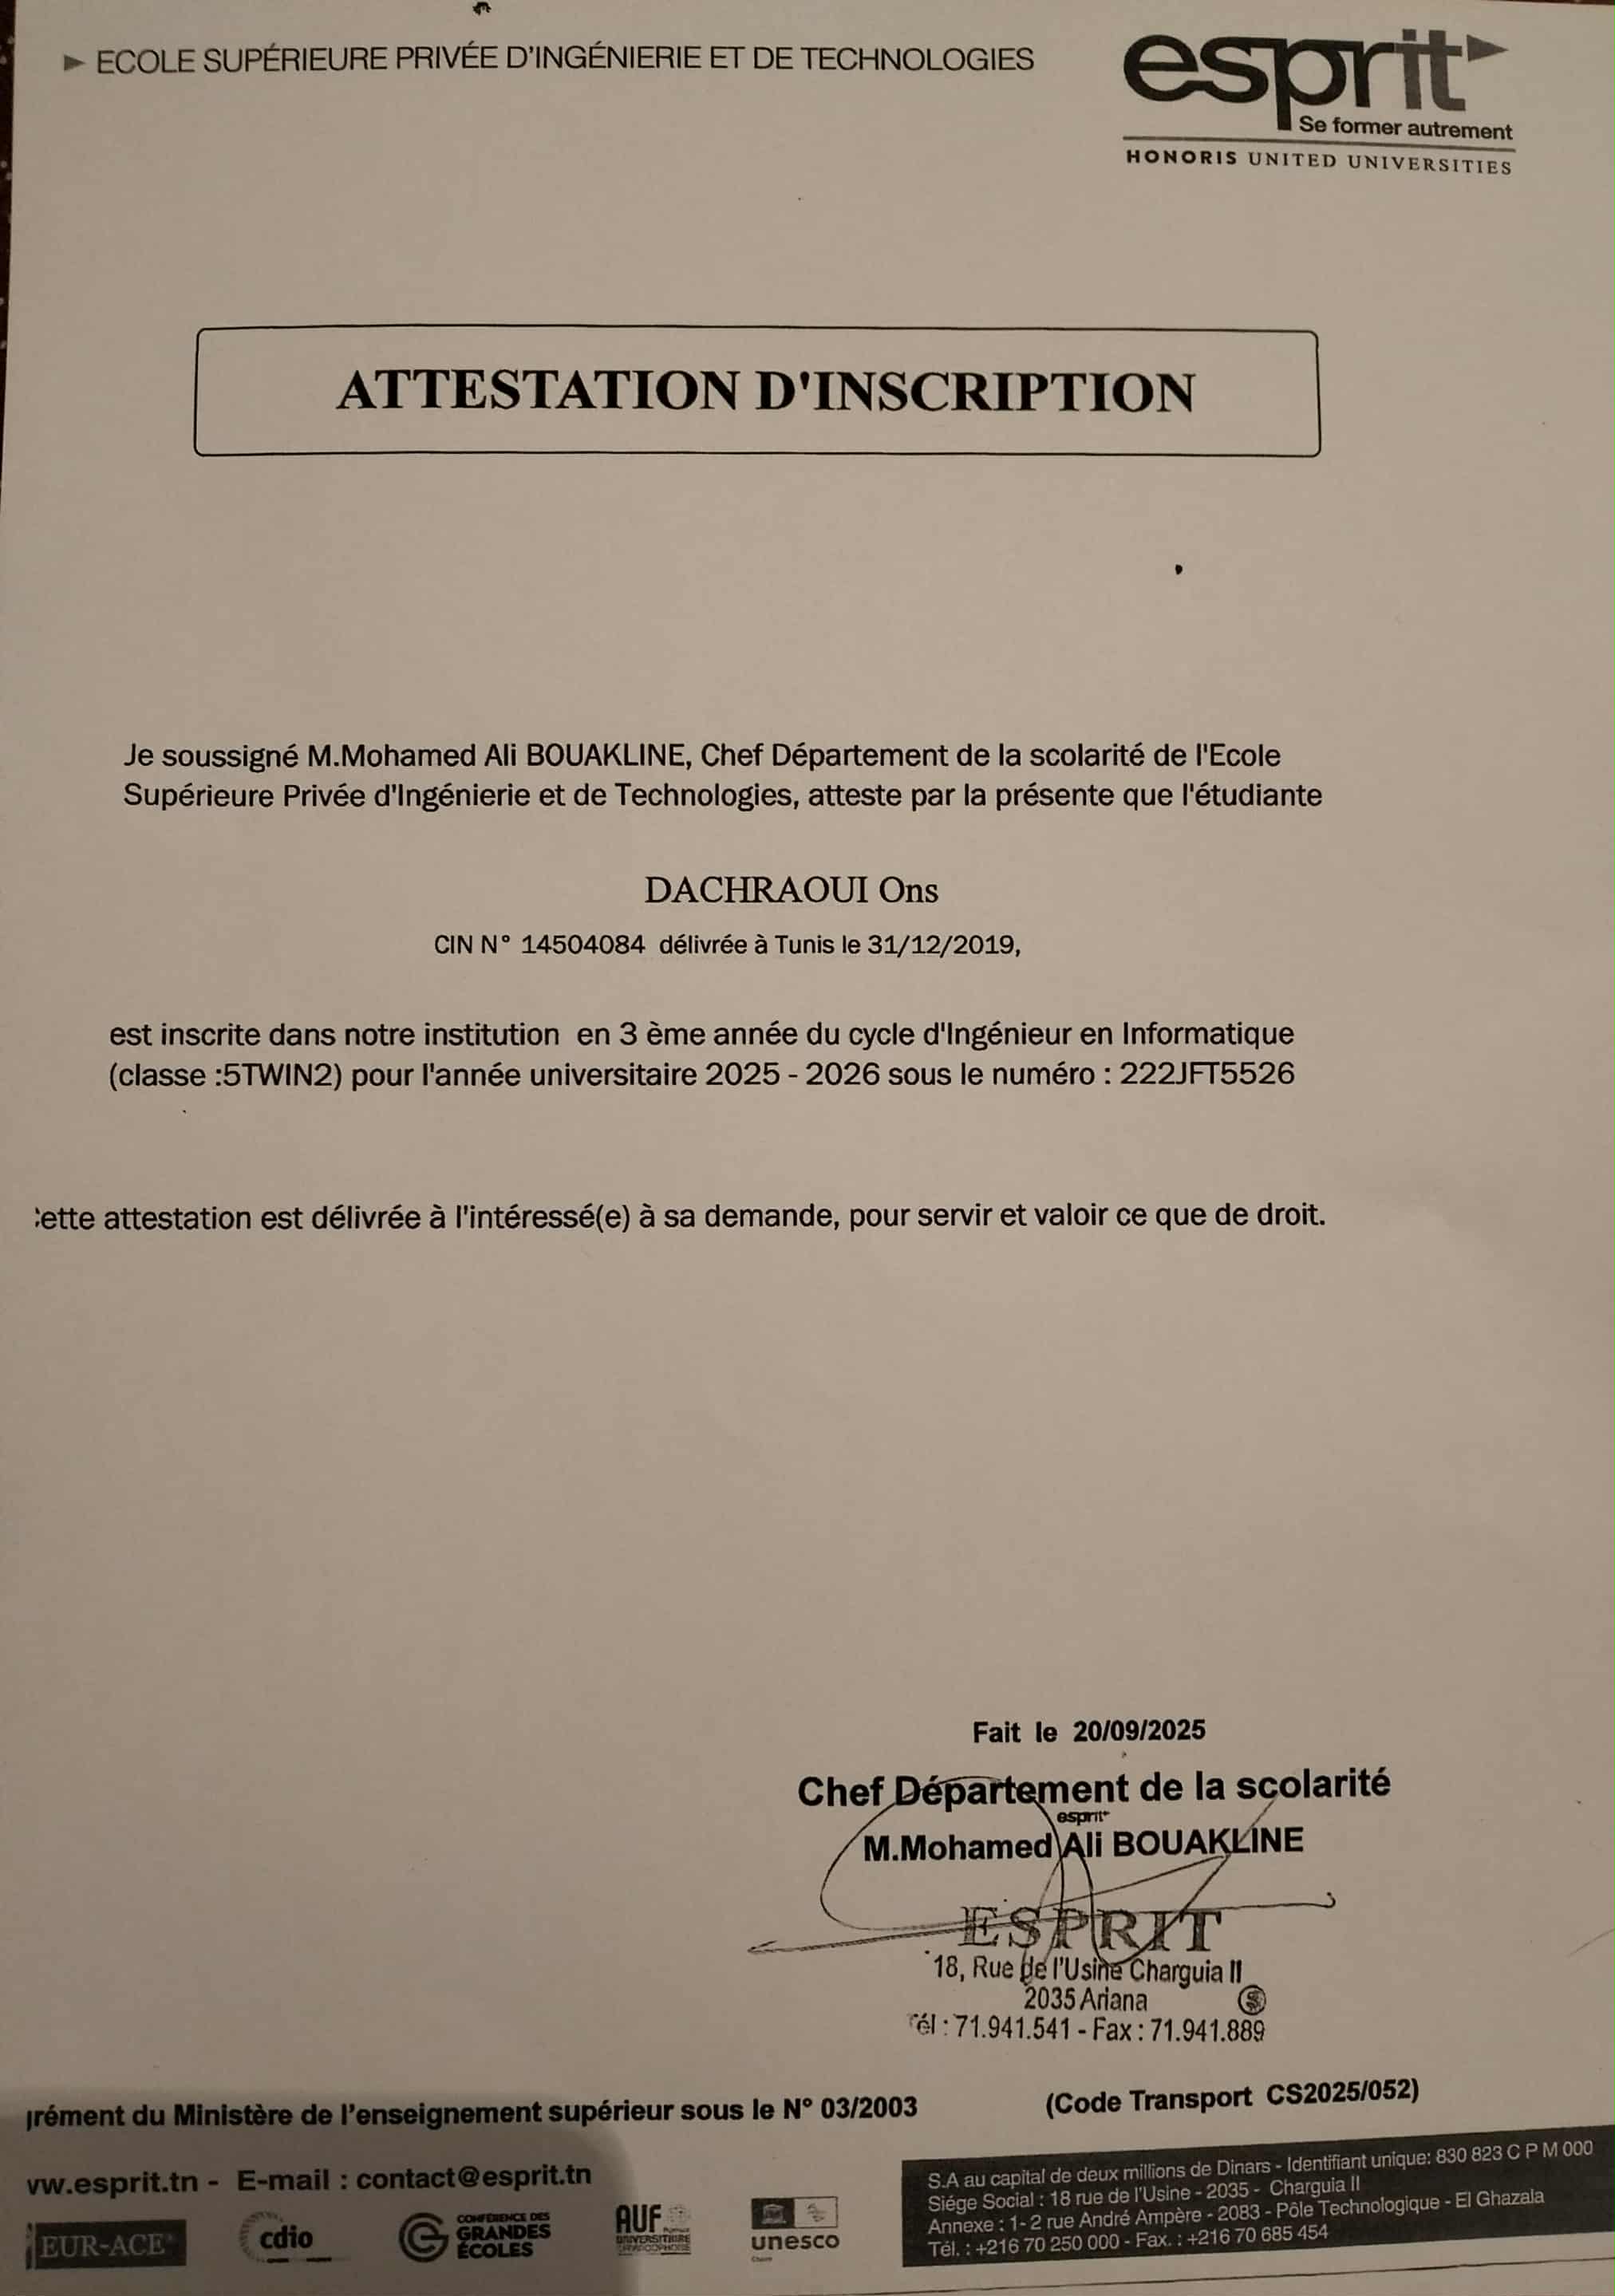 ECOLE SUPÉRIEURE PRIVÉE D'INGÉNIERIE ET DE TECHNOLOGIES
esprit
Se former autrement
HONORIS UNITED UNIVERSITIES
ATTESTATION D'INSCRIPTION
Je soussigné M.Mohamed Ali BOUAKLINE, Chef Département de la scolarité de l'Ecole
Supérieure Privée d'Ingénierie et de Technologies, atteste par la présente que l'étudiante
DACHRAOUI Ons
CIN N° 14504084 délivrée à Tunis le 31/12/2019,
est inscrite dans notre institution en 3 ème année du cycle d'Ingénieur en Informatique
(classe :5TWIN2) pour l'année universitaire 2025 - 2026 sous le numéro : 222JFT5526
ette attestation est délivrée à l'intéressé(e) à sa demande, pour servir et valoir ce que de droit.
Fait le 20/09/2025
Chef Département de la scolarité
esprit
M.Mohamed Ali BOUAKLINE
ESPRIT
18, Rue de l'Usine Charguia II
2035 Ariana
Tél : 71.941.541 - Fax : 71.941.889
rément du Ministère de l'enseignement supérieur sous le N° 03/2003
(Code Transport CS2025/052)
vw.esprit.tn - E-mail : contact@esprit.tn
EUR-ACE
cdio
CONFÉRENCE DES
GRANDES
ÉCOLES
AUF
UNIVERSITAIRE
unesco
S.A au capital de deux millions de Dinars - Identifiant unique: 830 823 C P M 000
Siége Social : 18 rue de l'Usine - 2035 - Charguia II
Annexe : 1- 2 rue André Ampère - 2083 - Pôle Technologique - El Ghazala
Tél. : +216 70 250 000 - Fax. : +216 70 685 454